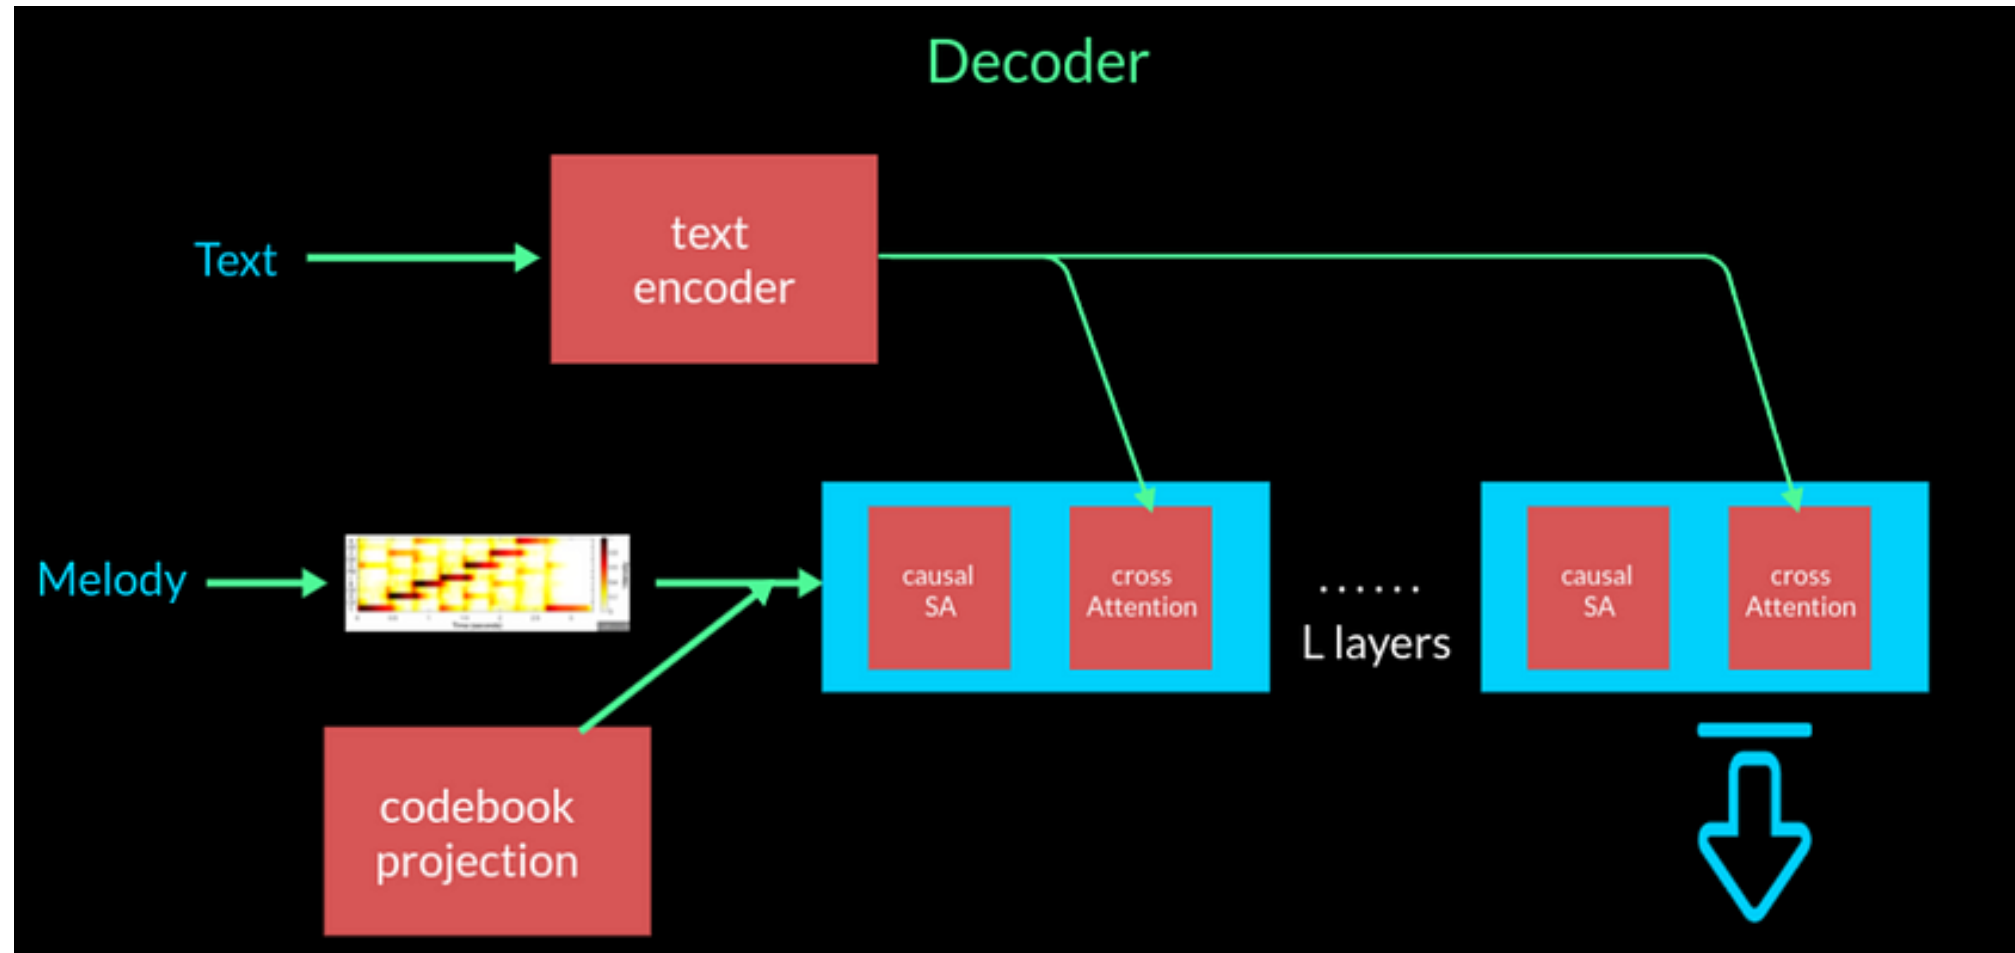 Decoder
Text
text
encoder
Melody
causal
SA
cross
Attention
......
L layers
causal
SA
cross
Attention
codebook
projection